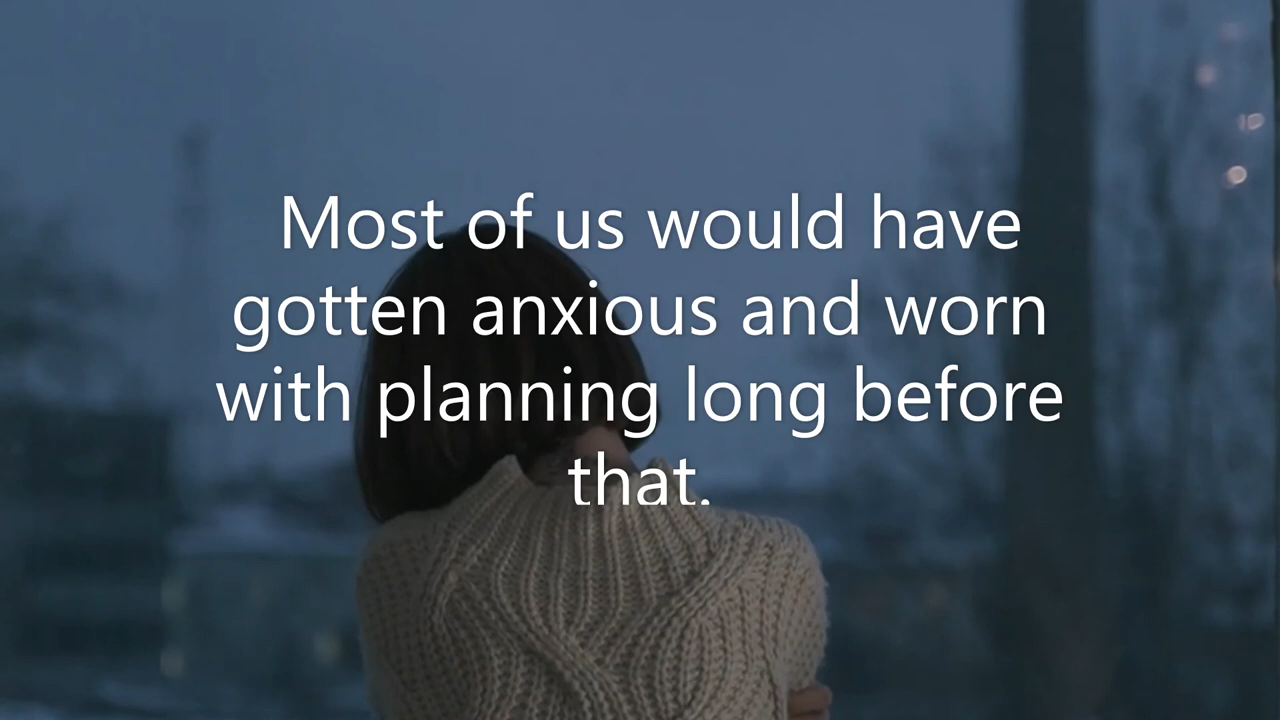 Most of us would have
gotten anxious and worn
with planning long before
that.